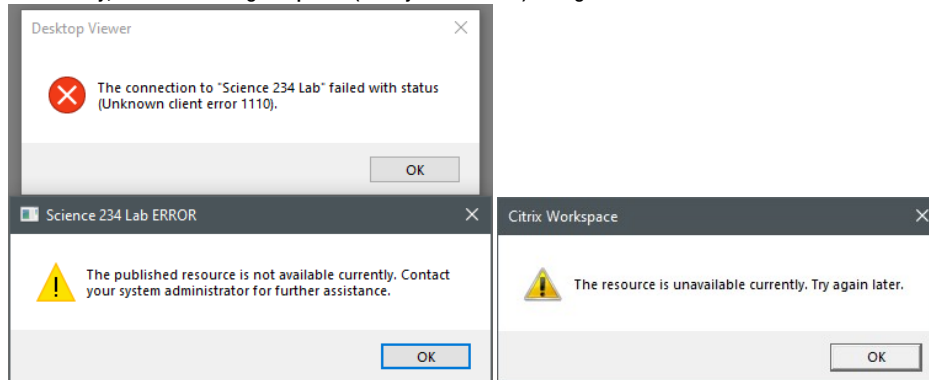 Desktop Viewer
The connection to "Science 234 Lab" failed with status
(Unknown client error 1110).
OK
Science 234 Lab ERROR
The published resource is not available currently. Contact
your system administrator for further assistance.
OK
Citrix Workspace
The resource is unavailable currently. Try again later.
OK